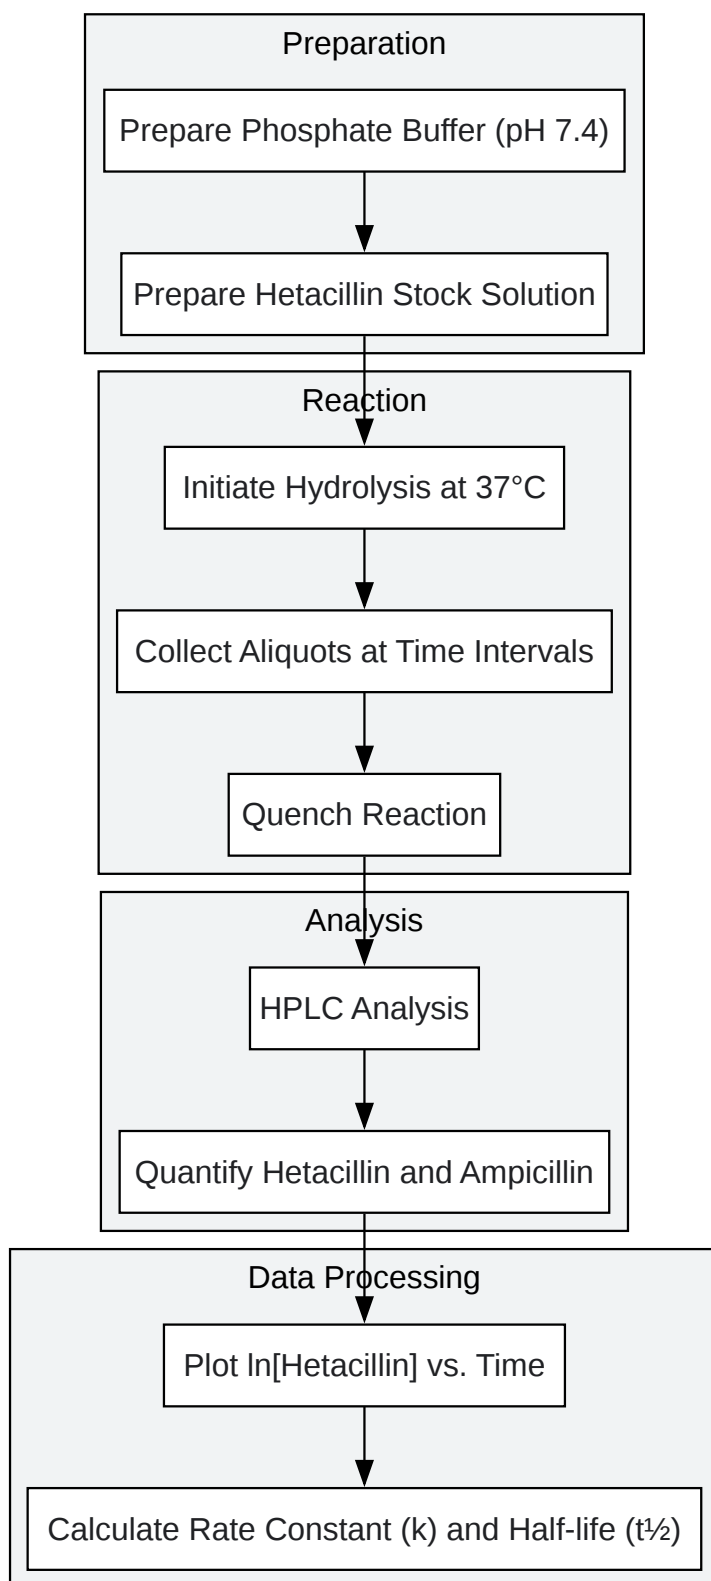 Preparation
Prepare Phosphate Buffer (pH 7.4)
Prepare Hetacillin Stock Solution
Reaction
Initiate Hydrolysis at 37°C
Collect Aliquots at Time Intervals
Quench Reaction
Analysis
HPLC Analysis
Quantify Hetacillin and Ampicillin
Data Processing
Plot ln[Hetacillin] vs. Time
Calculate Rate Constant (k) and Half-life (t½)